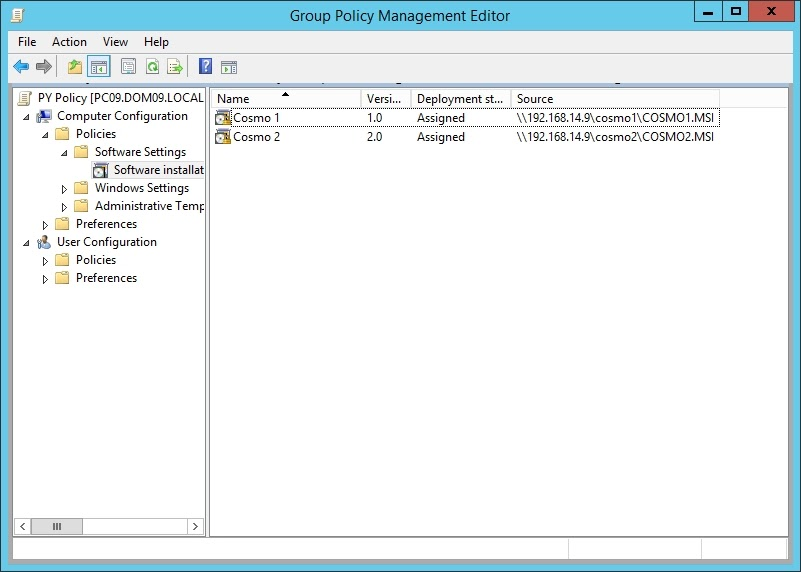 Group Policy Management Editor
File Action View Help
PY Policy [PC09.DOM09.LOCAL
Computer Configuration
Policies
Software Settings
Software installat
Windows Settings
Administrative Temp
Preferences
User Configuration
Policies
Preferences
Name Versi... Deployment st... Source
Cosmo 1 1.0 Assigned \\192.168.14.9\cosmo1\COSMO1.MSI
Cosmo 2 2.0 Assigned \\192.168.14.9\cosmo2\COSMO2.MSI